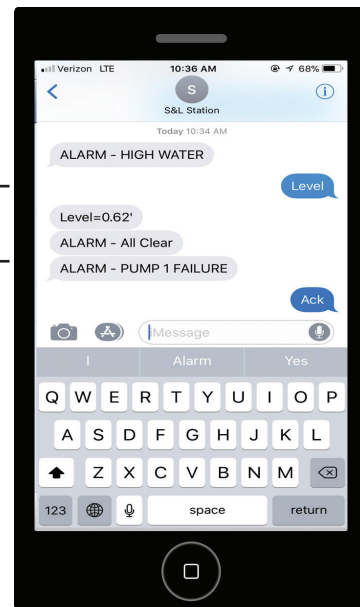 Verizon LTE 10:36 AM 68%
S
S&L Station
Today 10:34 AM
ALARM - HIGH WATER
Level
Level=0.62'
ALARM - All Clear
ALARM - PUMP 1 FAILURE
Ack
iMessage
I Alarm Yes
Q W E R T Y U I O P
A S D F G H J K L
Z X C V B N M
123 space return